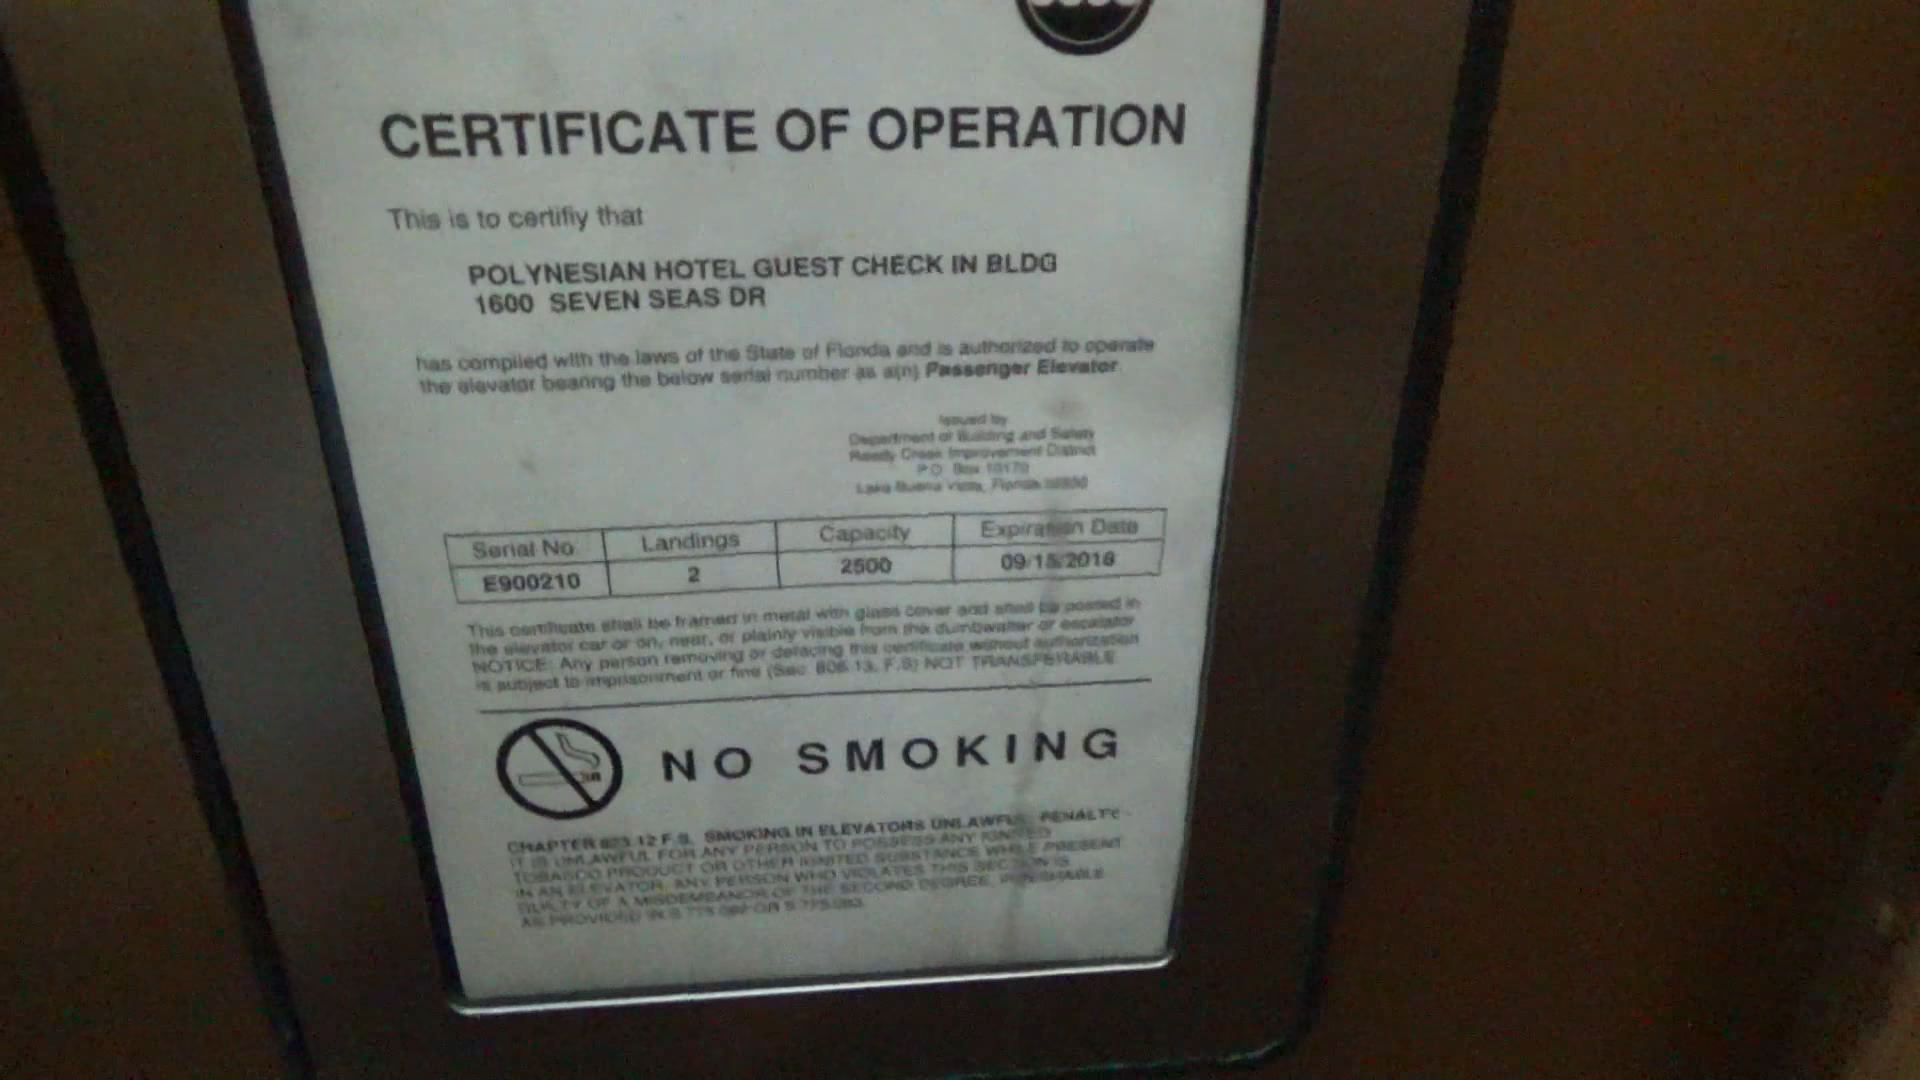 CERTIFICATE OF OPERATION
This is to certifiy that
POLYNESIAN HOTEL GUEST CHECK IN BLDG
1600 SEVEN SEAS DR
has complied with the laws of the State of Florida and is authorized to operate
the elevator bearing the below serial number as a(n) Passenger Elevator
Issued by
Department of Building and Safety
Reedy Creek Improvement District
P.O. Box 10170
Lake Buena Vista, Florida
Serial No Landings Capacity Expiration Date
E900210 2 2500 09/15/2016
This certificate shall be framed in metal with glass cover and shall be posted in
the elevator car or on, near, or plainly visible from the dumbwaiter or escalator
NOTICE: Any person removing or defacing this certificate without authorization
is subject to imprisonment or fine (Sec 806.13, F.S) NOT TRANSFERABLE
NO SMOKING
CHAPTER 823.12 F.S. SMOKING IN ELEVATORS UNLAWFUL PENALTY -
IT IS UNLAWFUL FOR ANY PERSON TO POSSESS ANY IGNITED
TOBACCO PRODUCT OR OTHER IGNITED SUBSTANCE WHILE PRESENT
IN AN ELEVATOR. ANY PERSON WHO VIOLATES THIS SECTION IS
GUILTY OF A MISDEMEANOR OF THE SECOND DEGREE, PUNISHABLE
AS PROVIDED IN S 775.082 OR S 775.083